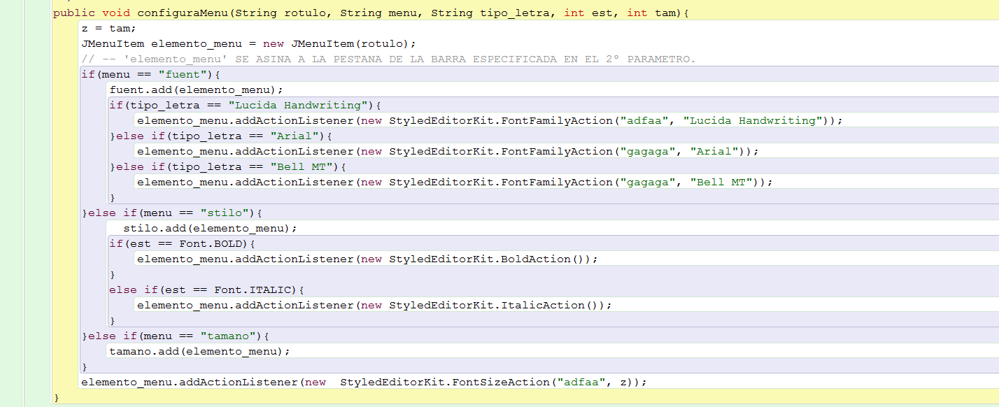 public void configuraMenu(String rotulo, String menu, String tipo_letra, int est, int tam){
z = tam;
JMenuItem elemento_menu = new JMenuItem(rotulo);
// -- 'elemento_menu' SE ASINA A LA PESTANA DE LA BARRA ESPECIFICADA EN EL 2º PARAMETRO.
if(menu == "fuent"){
fuent.add(elemento_menu);
if(tipo_letra == "Lucida Handwriting"){
elemento_menu.addActionListener(new StyledEditorKit.FontFamilyAction("adfaa", "Lucida Handwriting"));
}else if(tipo_letra == "Arial"){
elemento_menu.addActionListener(new StyledEditorKit.FontFamilyAction("gagaga", "Arial"));
}else if(tipo_letra == "Bell MT"){
elemento_menu.addActionListener(new StyledEditorKit.FontFamilyAction("gagaga", "Bell MT"));
}
}else if(menu == "stilo"){
stilo.add(elemento_menu);
if(est == Font.BOLD){
elemento_menu.addActionListener(new StyledEditorKit.BoldAction());
}
else if(est == Font.ITALIC){
elemento_menu.addActionListener(new StyledEditorKit.ItalicAction());
}
}else if(menu == "tamano"){
tamano.add(elemento_menu);
}
elemento_menu.addActionListener(new  StyledEditorKit.FontSizeAction("adfaa", z));
}